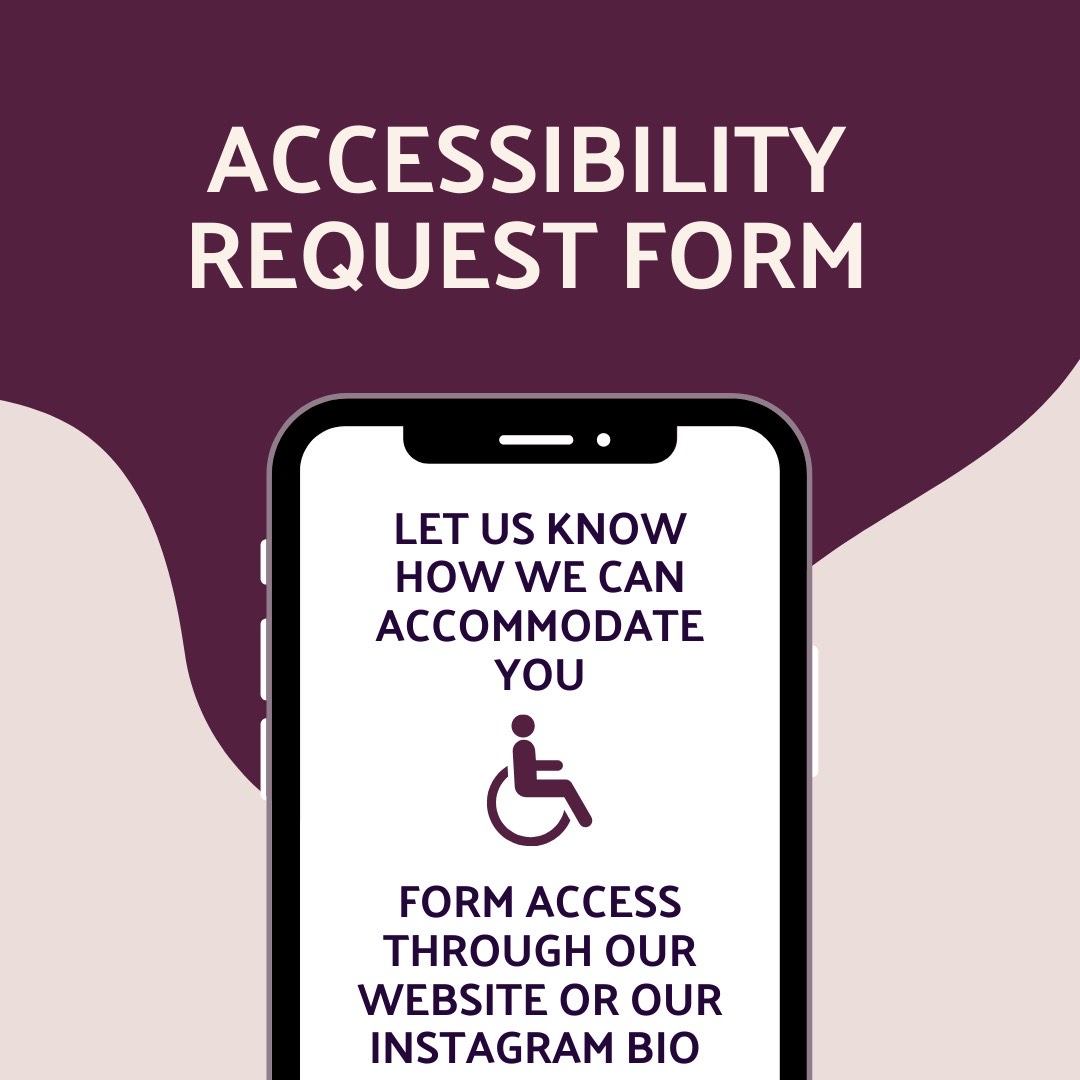 ACCESSIBILITY
REQUEST FORM
LET US KNOW
HOW WE CAN
ACCOMMODATE
YOU
FORM ACCESS
THROUGH OUR
WEBSITE OR OUR
INSTAGRAM BIO